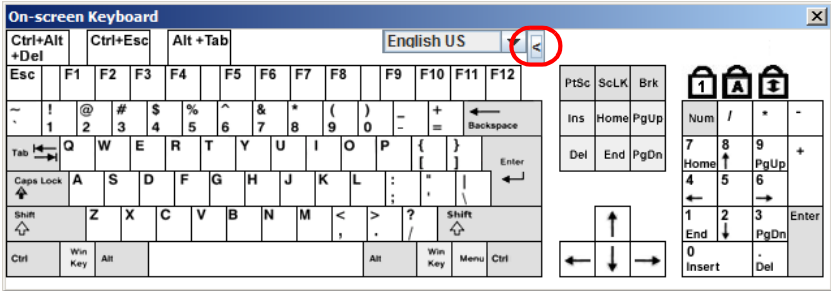 On-screen Keyboard X
Ctrl+Alt +Del Ctrl+Esc Alt +Tab English US <
Esc F1 F2 F3 F4 F5 F6 F7 F8 F9 F10 F11 F12
PtSc ScLK Brk 1 A
~ ` ! 1 @ 2 # 3 $ 4 % 5 ^ 6 & 7 * 8 ( 9 ) 0 _ - + = Backspace
Ins Home PgUp Num / * -
Tab Q W E R T Y U I O P { [ } ] Enter
Del End PgDn 7 Home 8 9 PgUp +
Caps Lock A S D F G H J K L : ; " ' | \
4 5 6
Shift Z X C V B N M < , > . ? / Shift
1 End 2 3 PgDn Enter
Ctrl Win Key Alt Alt Win Key Menu Ctrl
0 Insert . Del